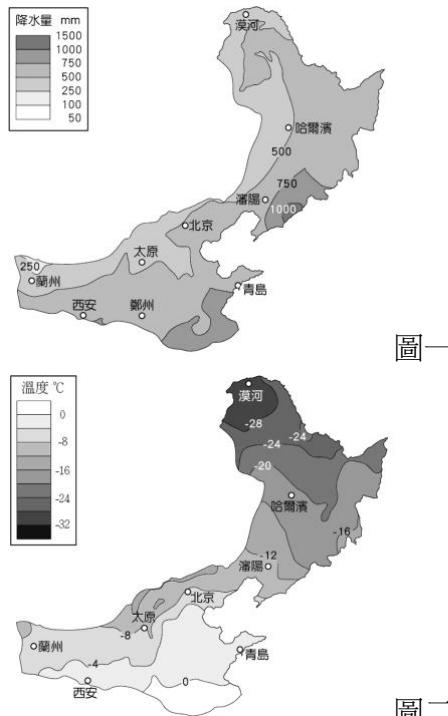 降水量 mm
1500
1000
750
500
250
100
50
漠河
哈爾濱
500
750
瀋陽
1000
北京
太原
250
蘭州
青島
西安
鄭州
圖一
溫度 ℃
0
-8
-16
-24
-32
漠河
-28
-24
-24
-20
哈爾濱
-16
-12
瀋陽
北京
太原
-8
蘭州
青島
-4
西安
0
圖二